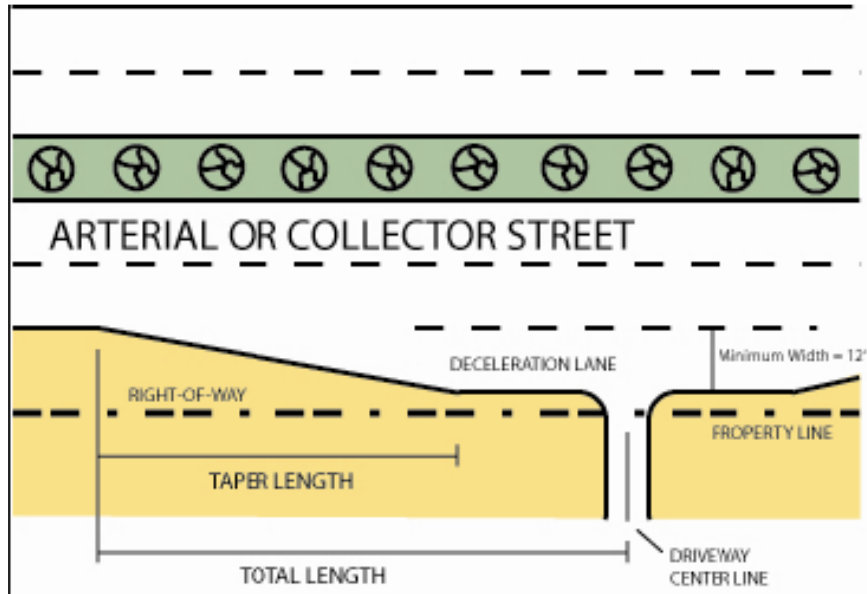 ARTERIAL OR COLLECTOR STREET
DECELERATION LANE
Minimum Width = 12'
RIGHT-OF-WAY
FROPERTY LINE
TAPER LENGTH
TOTAL LENGTH
DRIVEWAY
CENTER LINE